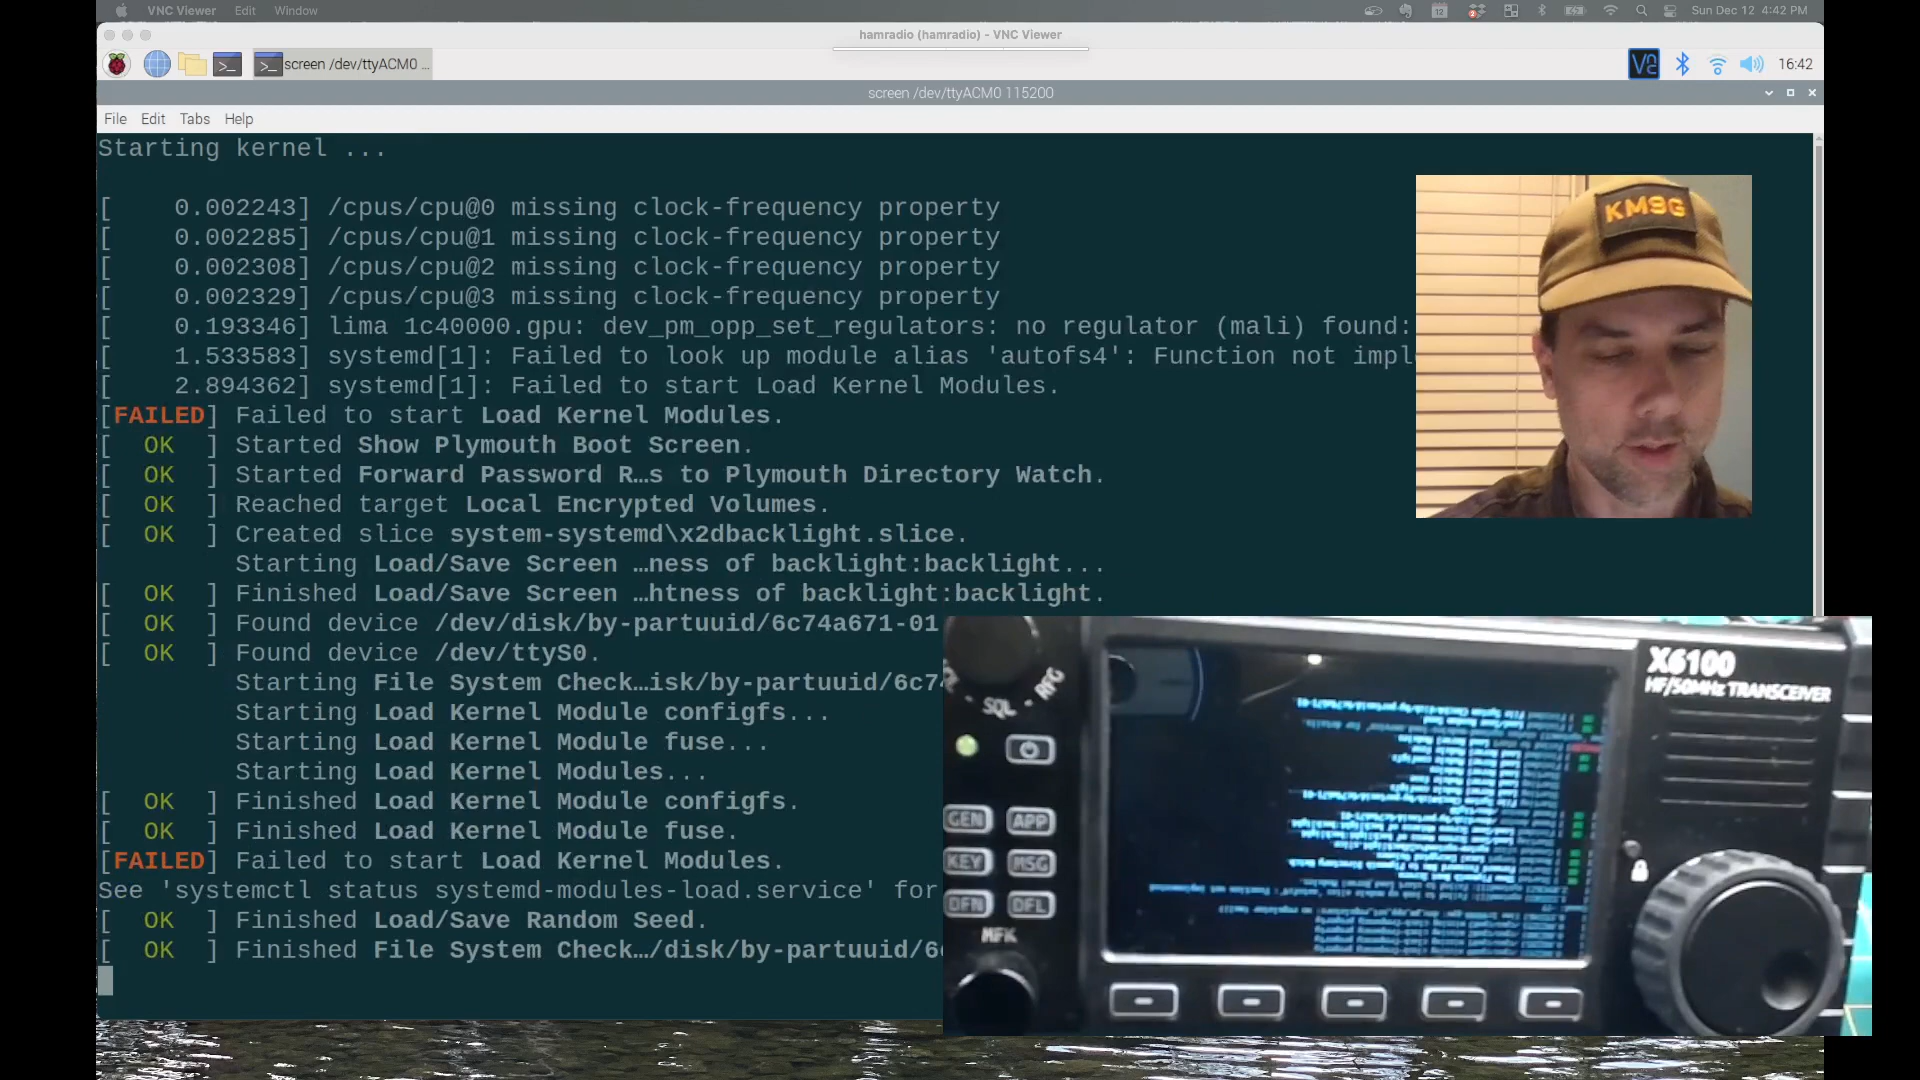 VNC Viewer Edit Window
12
Sun Dec 12 4:42 PM
hamradio (hamradio) - VNC Viewer
>_ >_ screen /dev/ttyACM0 ...
16:42
screen /dev/ttyACM0 115200
File Edit Tabs Help
Starting kernel ...
[ 0.002243] /cpus/cpu@0 missing clock-frequency property
[ 0.002285] /cpus/cpu@1 missing clock-frequency property
[ 0.002308] /cpus/cpu@2 missing clock-frequency property
[ 0.002329] /cpus/cpu@3 missing clock-frequency property
[ 0.193346] lima 1c40000.gpu: dev_pm_opp_set_regulators: no regulator (mali) found:
[ 1.533583] systemd[1]: Failed to look up module alias 'autofs4': Function not impl
[ 2.894362] systemd[1]: Failed to start Load Kernel Modules.
[FAILED] Failed to start Load Kernel Modules.
[ OK ] Started Show Plymouth Boot Screen.
[ OK ] Started Forward Password R…s to Plymouth Directory Watch.
[ OK ] Reached target Local Encrypted Volumes.
[ OK ] Created slice system-systemd\x2dbacklight.slice.
Starting Load/Save Screen …ness of backlight:backlight...
[ OK ] Finished Load/Save Screen …htness of backlight:backlight.
[ OK ] Found device /dev/disk/by-partuuid/6c74a671-01
[ OK ] Found device /dev/ttyS0.
Starting File System Check…isk/by-partuuid/6c74
Starting Load Kernel Module configfs...
Starting Load Kernel Module fuse...
Starting Load Kernel Modules...
[ OK ] Finished Load Kernel Module configfs.
[ OK ] Finished Load Kernel Module fuse.
[FAILED] Failed to start Load Kernel Modules.
See 'systemctl status systemd-modules-load.service' for
[ OK ] Finished Load/Save Random Seed.
[ OK ] Finished File System Check…/disk/by-partuuid/6
KM9G
X6100
HF/50MHz TRANSCEIVER
SQL
RFG
GEN APP
KEY MSG
DFN DFL
MFK